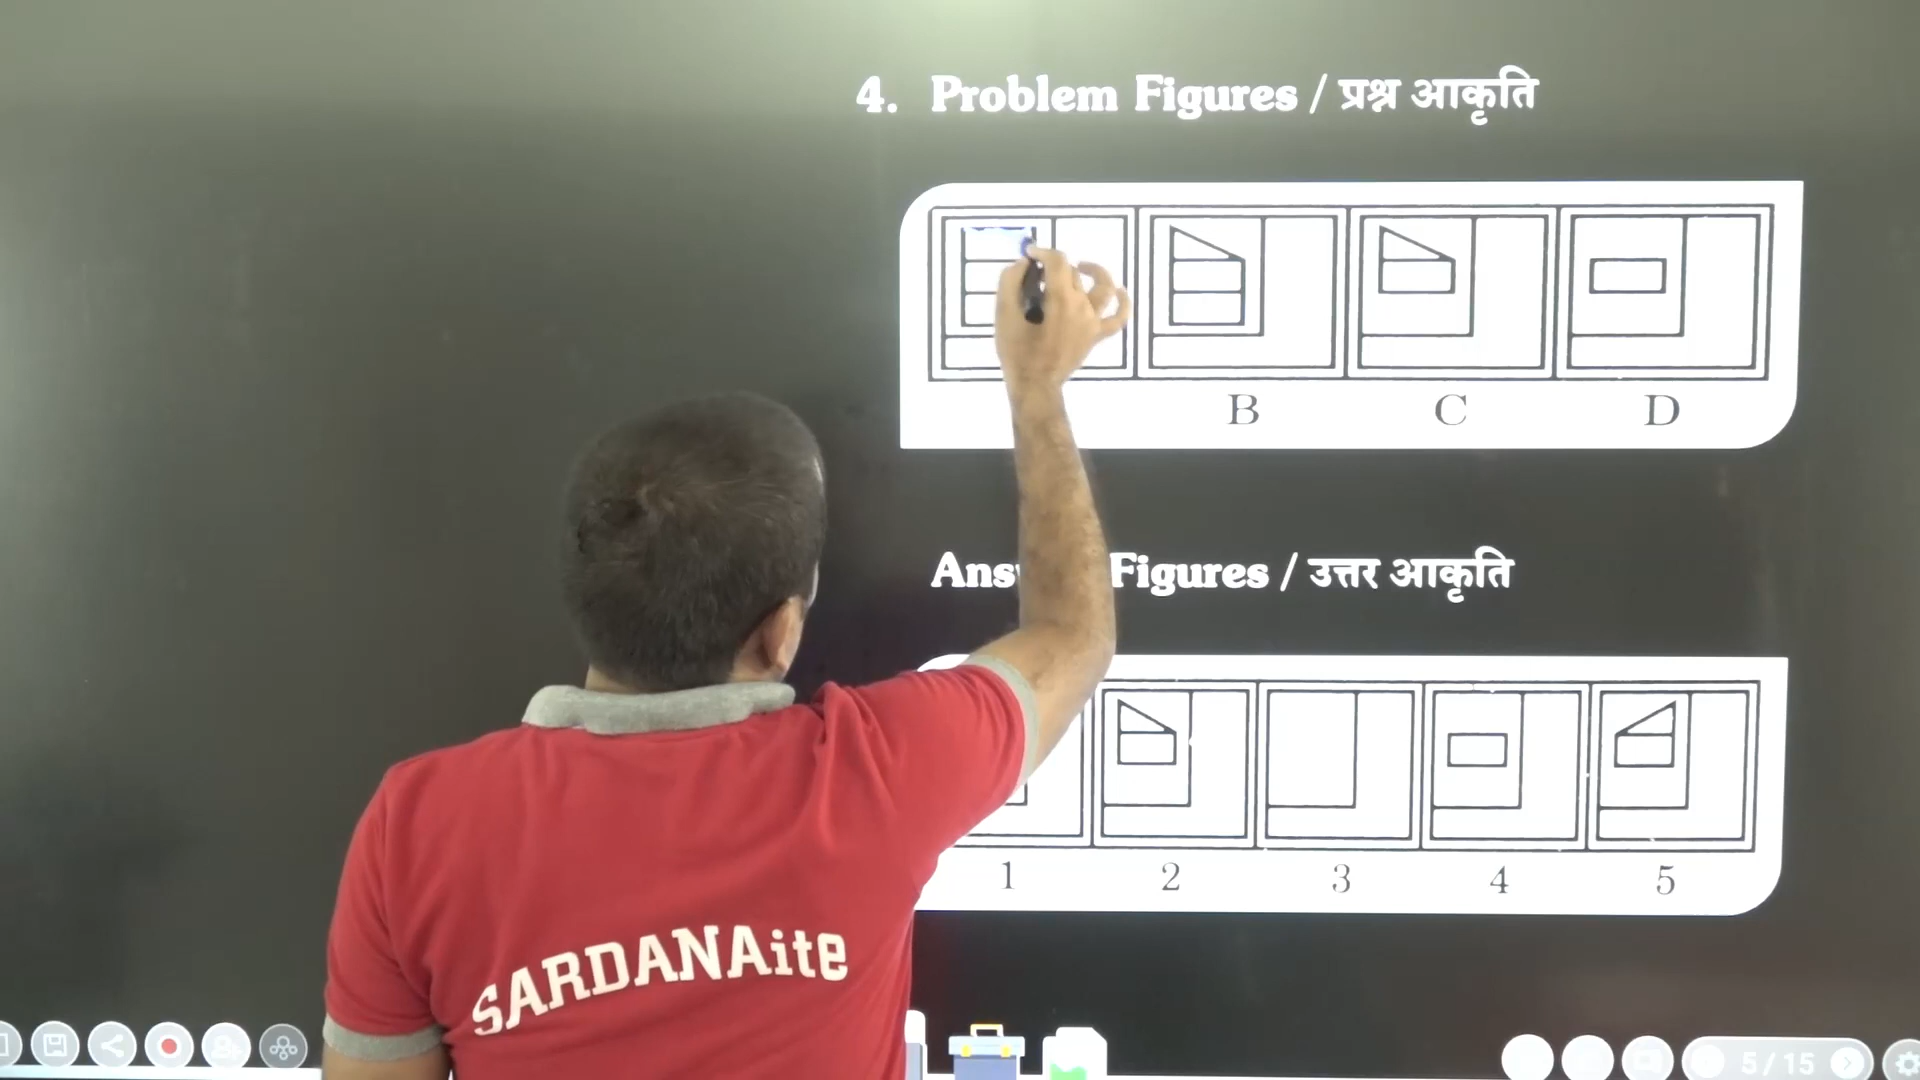 4. Problem Figures / प्रश्न आकृति
B C D
Figures / उत्तर आकृति
1 2 3 4 5
SARDANAite
5/15